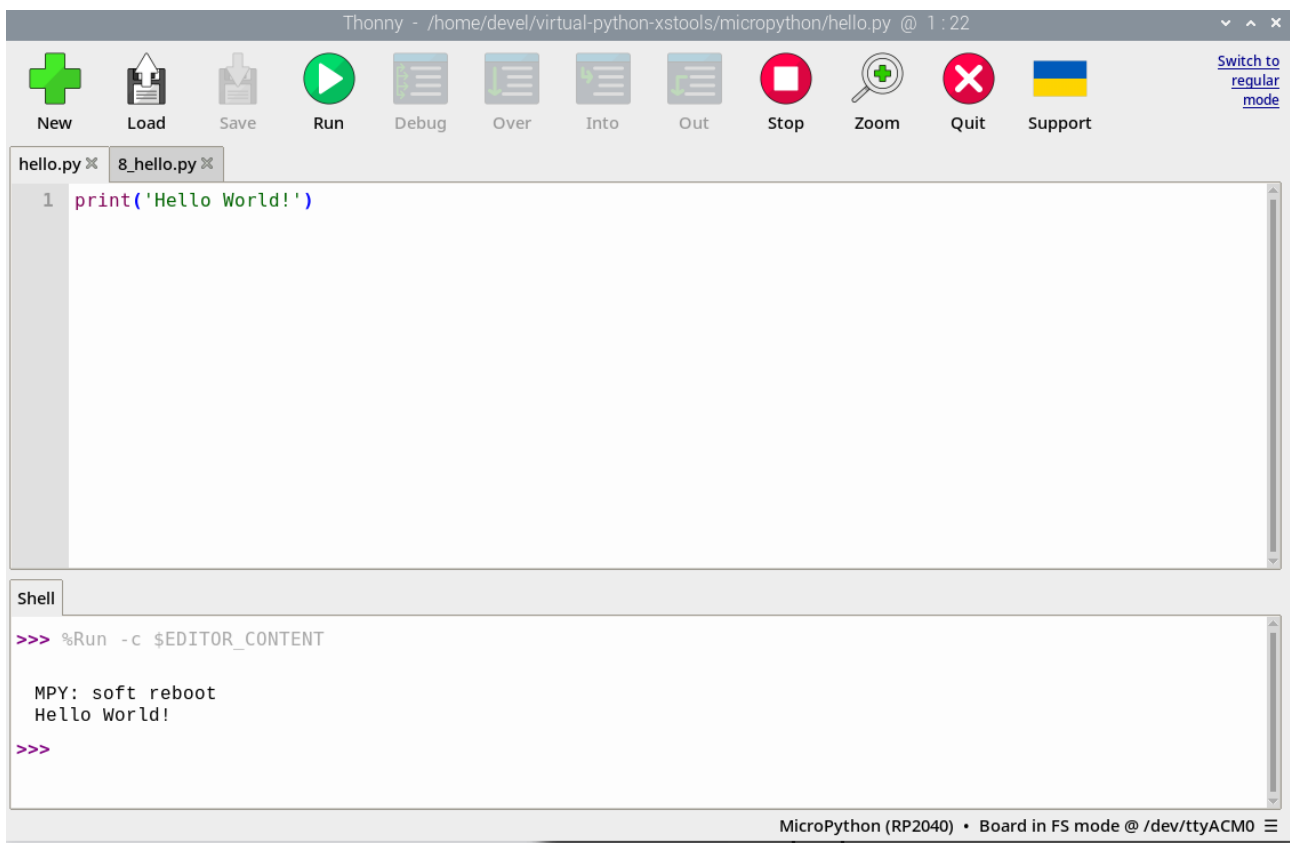 Thonny - /home/devel/virtual-python-xstools/micropython/hello.py @ 1 : 22
New Load Save Run Debug Over Into Out Stop Zoom Quit Support
Switch to
regular
mode
hello.py 8_hello.py
1 print('Hello World!')
Shell
>>> %Run -c $EDITOR_CONTENT
MPY: soft reboot
Hello World!
>>>
MicroPython (RP2040) • Board in FS mode @ /dev/ttyACM0 ☰